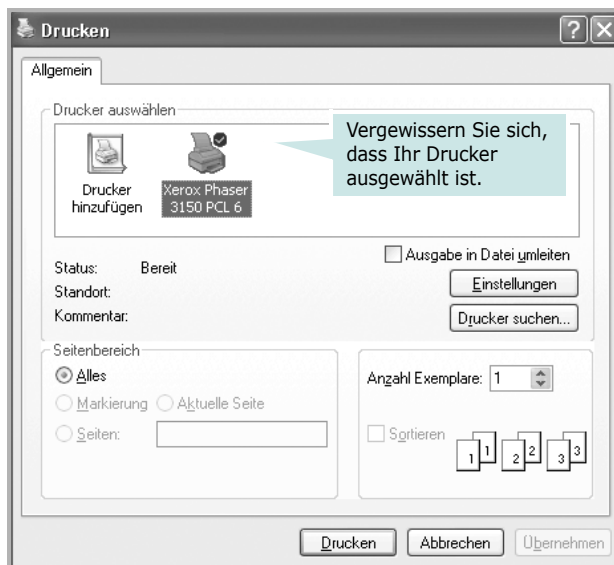 Drucken
Allgemein
Drucker auswählen
Drucker
hinzufügen
Xerox Phaser
3150 PCL 6
Vergewissern Sie sich,
dass Ihr Drucker
ausgewählt ist.
Status: Bereit
Standort:
Kommentar:
Ausgabe in Datei umleiten
Einstellungen
Drucker suchen...
Seitenbereich
Alles
Markierung Aktuelle Seite
Seiten:
Anzahl Exemplare: 1
Sortieren
1 1 2 2 3 3
Drucken Abbrechen Übernehmen